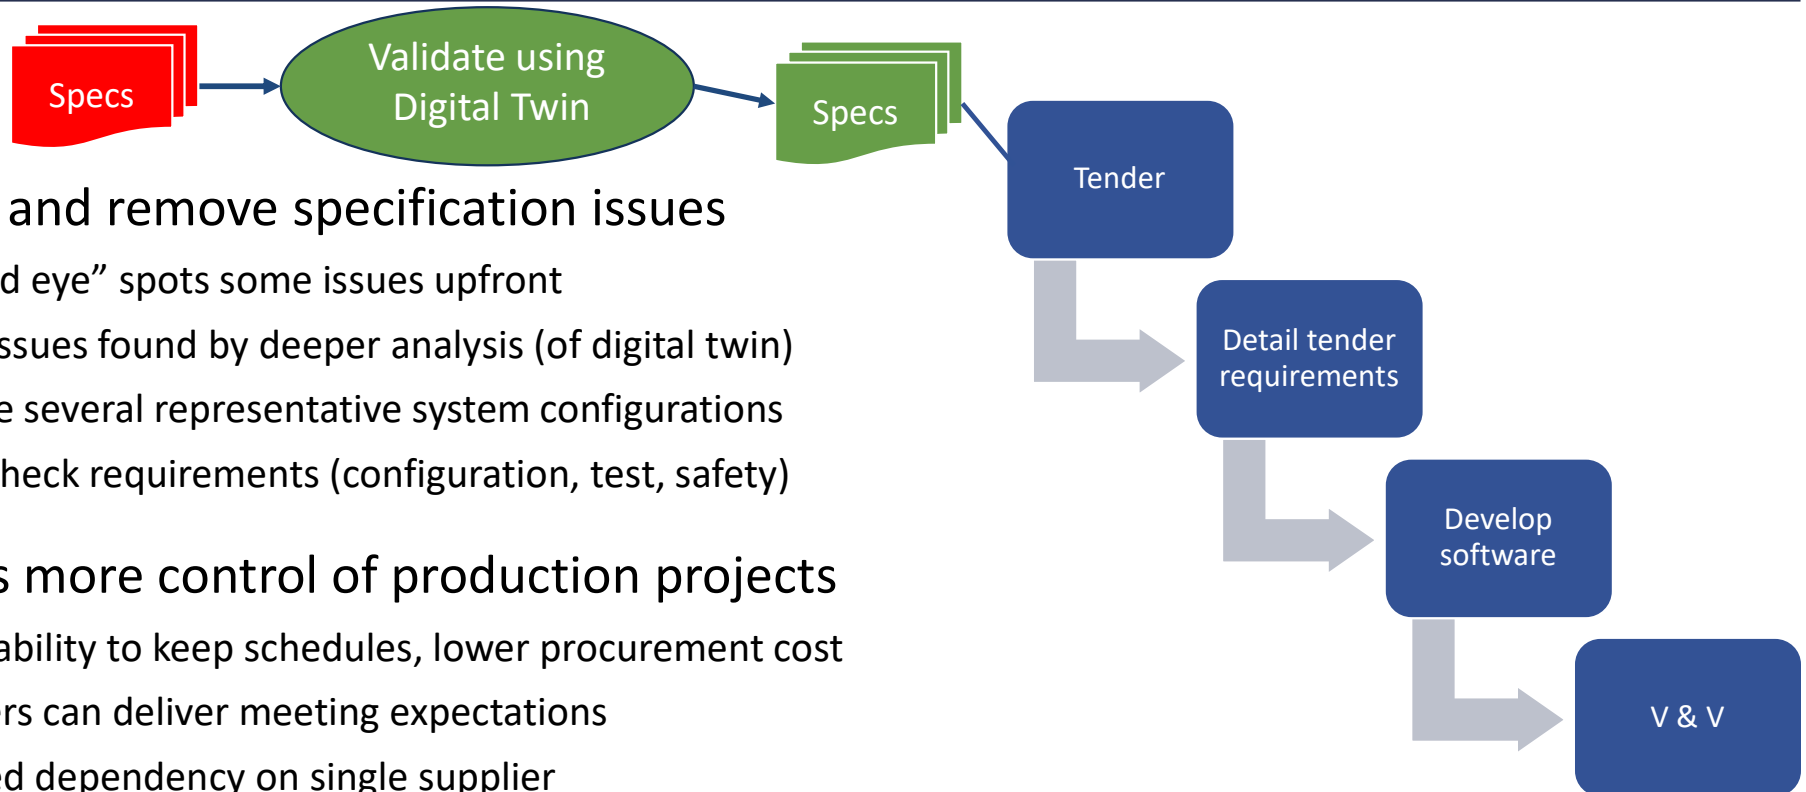 Specs
Validate using
Digital Twin
Specs
and remove specification issues
d eye” spots some issues upfront
ssues found by deeper analysis (of digital twin)
e several representative system configurations
heck requirements (configuration, test, safety)
s more control of production projects
ability to keep schedules, lower procurement cost
ers can deliver meeting expectations
ed dependency on single supplier
Tender
Detail tender
requirements
Develop
software
V & V